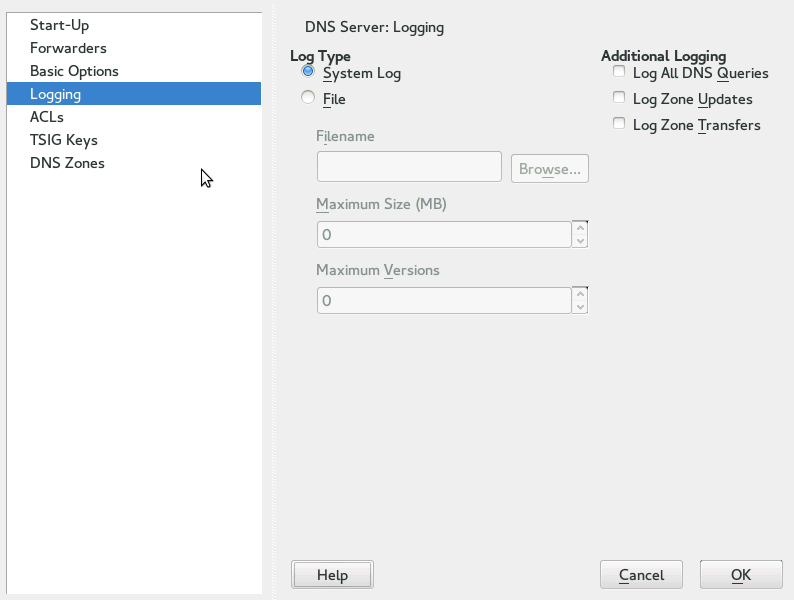 Start-Up
Forwarders
Basic Options
Logging
ACLs
TSIG Keys
DNS Zones
DNS Server: Logging
Log Type
System Log
File
Filename
Browse...
Maximum Size (MB)
0
Maximum Versions
0
Additional Logging
Log All DNS Queries
Log Zone Updates
Log Zone Transfers
Help
Cancel
OK